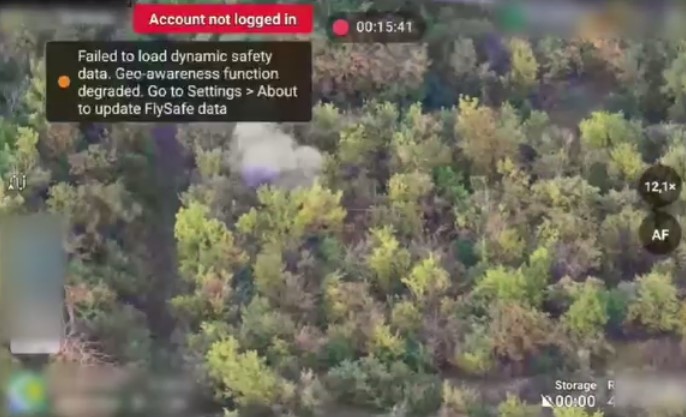 Account not logged in
00:15:41
Failed to load dynamic safety
data. Geo-awareness function
degraded. Go to Settings > About
to update FlySafe data
12,1×
AF
Storage
00:00